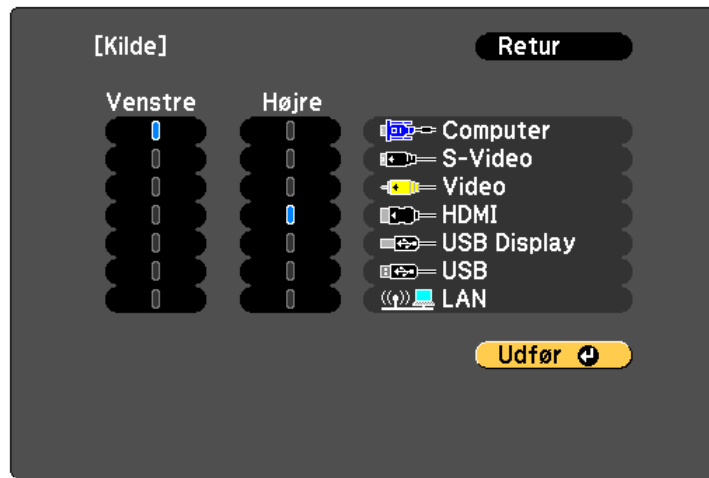 [Kilde] Retur
Venstre Højre
Computer
S-Video
Video
HDMI
USB Display
USB
LAN
Udfør